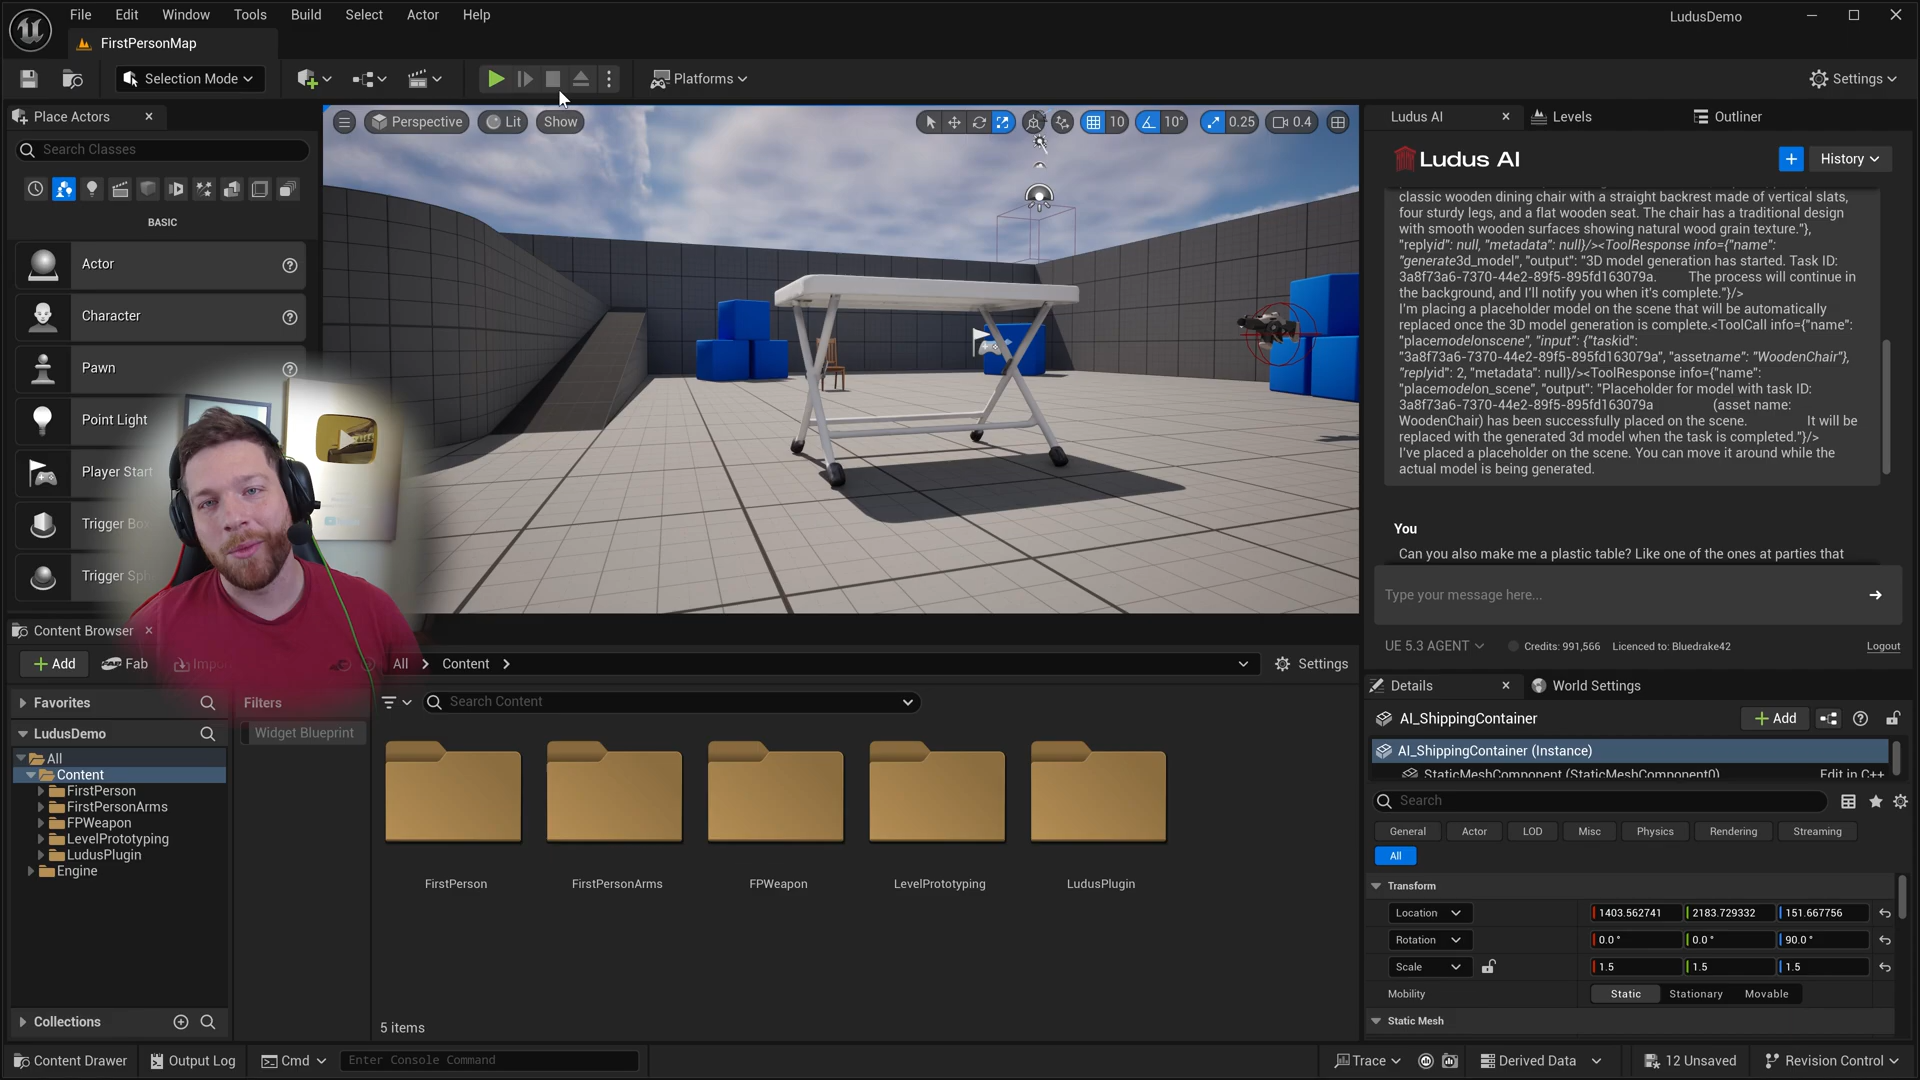 File Edit Window Tools Build Select Actor Help
LudusDemo
FirstPersonMap
Selection Mode
Platforms
Settings
Place Actors
Search Classes
BASIC
Actor
Character
Pawn
Point Light
Player Start
Trigger Bo
Trigger Sp
Perspective
Lit
Show
10
10°
0.25
0.4
Ludus AI
Levels
Outliner
Ludus AI
History
classic wooden dining chair with a straight backrest made of vertical slats,
four sturdy legs, and a flat wooden seat. The chair has a traditional design
with smooth wooden surfaces showing natural wood grain texture."},
"replyid": null, "metadata": null}/><ToolResponse info={"name":
"generate3d_model", "output": "3D model generation has started. Task ID:
3a8f73a6-7370-44e2-89f5-895fd163079a. The process will continue in
the background, and I'll notify you when it's complete."}/>
I'm placing a placeholder model on the scene that will be automatically
replaced once the 3D model generation is complete.<ToolCall info={"name":
"placemodelonscene", "input": {"taskid":
"3a8f73a6-7370-44e2-89f5-895fd163079a", "assetname": "WoodenChair"},
"replyid": 2, "metadata": null}/><ToolResponse info={"name":
"placemodelon_scene", "output": "Placeholder for model with task ID:
3a8f73a6-7370-44e2-89f5-895fd163079a (asset name:
WoodenChair) has been successfully placed on the scene. It will be
replaced with the generated 3d model when the task is completed."}/>
I've placed a placeholder on the scene. You can move it around while the
actual model is being generated.
You
Can you also make me a plastic table? Like one of the ones at parties that
Type your message here...
UE 5.3 AGENT
Credits: 991,566
Licenced to: Bluedrake42
Logout
Content Browser
Add
Fab
Impor
All
Content
Settings
Favorites
Filters
Search Content
LudusDemo
Widget Blueprint
All
Content
FirstPerson
FirstPersonArms
FPWeapon
LevelPrototyping
LudusPlugin
Engine
FirstPerson
FirstPersonArms
FPWeapon
LevelPrototyping
LudusPlugin
Collections
5 items
Details
World Settings
AI_ShippingContainer
Add
AI_ShippingContainer (Instance)
StaticMeshComponent (StaticMeshComponent0)
Edit in C++
Search
General
Actor
LOD
Misc
Physics
Rendering
Streaming
All
Transform
Location 1403.562741 2183.729332 151.667756
Rotation 0.0 ° 0.0 ° 90.0 °
Scale 1.5 1.5 1.5
Mobility Static Stationary Movable
Static Mesh
Content Drawer
Output Log
Cmd
Enter Console Command
Trace
Derived Data
12 Unsaved
Revision Control